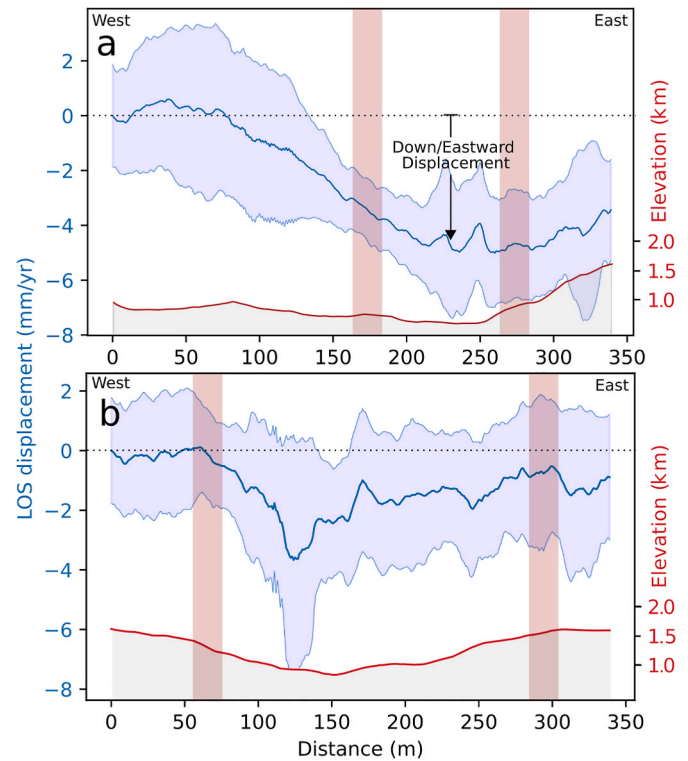 West
East
a
2
0
−2
−4
−6
−8
Down/Eastward
Displacement
2.0
1.5
1.0
Elevation (km)
0
50
100
150
200
250
300
350
LOS displacement (mm/yr)
West
East
b
2
0
−2
−4
−6
−8
2.0
1.5
1.0
Elevation (km)
0
50
100
150
200
250
300
350
Distance (m)